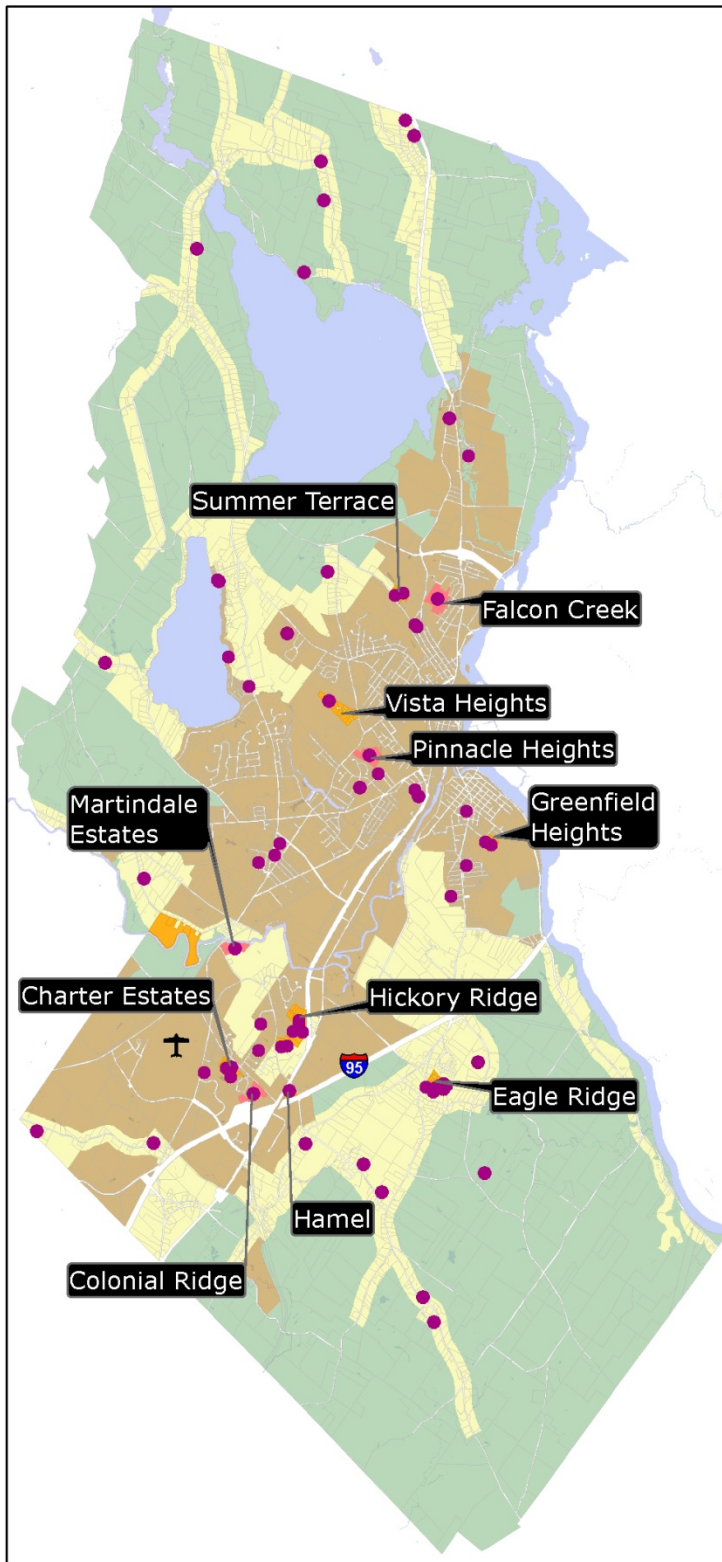 Summer Terrace
Falcon Creek
Vista Heights
Pinnacle Heights
Martindale
Estates
Greenfield
Heights
Charter Estates
Hickory Ridge
95
Eagle Ridge
Hamel
Colonial Ridge